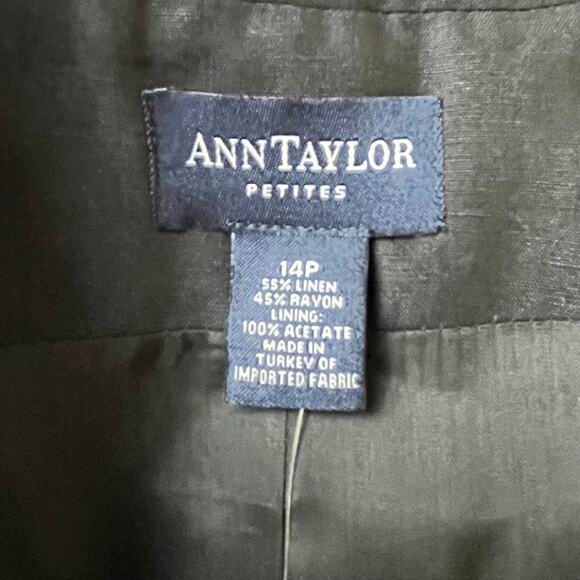 ANNTAYLOR
PETITES
14P
55% LINEN
45% RAYON
LINING:
100% ACETATE
MADE IN
TURKEY OF
IMPORTED FABRIC